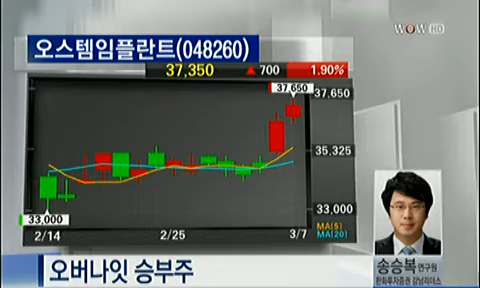 WOW HD
오스템임플란트(048260)
37,350 ▲ 700 1.90%
37,650
37,650
35,325
33,000
33,000
MA(5)
MA(20)
2/14 2/25 3/7
오버나잇 승부주
송승복 연구원
한화투자증권 강남리더스